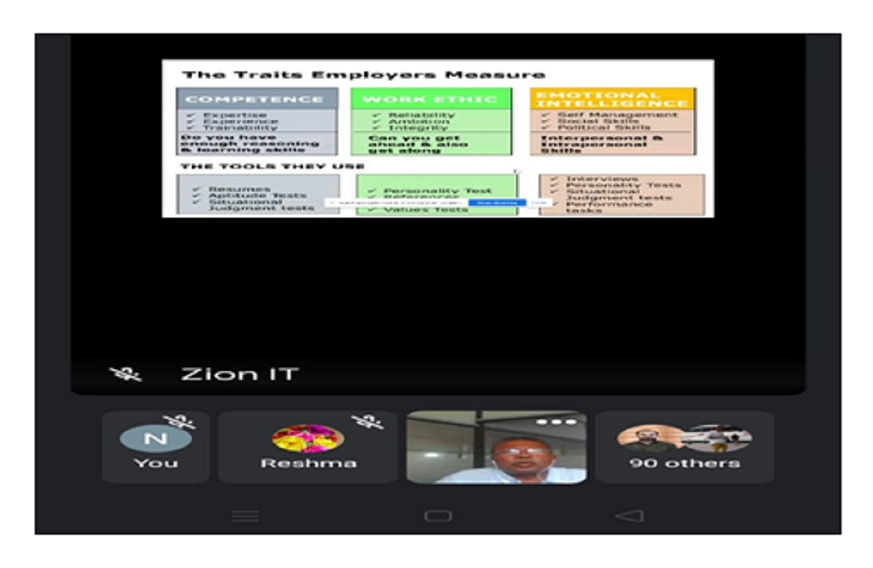 The Traits Employers Measure
COMPETENCE
✓ Expertise
✓ Experience
✓ Trainability
Do you have
enough reasoning
& learning skills
WORK ETHIC
✓ Reliability
✓ Ambition
✓ Integrity
Can you get
ahead & also
get along
EMOTIONAL
INTELLIGENCE
✓ Self Management
✓ Social Skills
✓ Political Skills
Interpersonal &
Intrapersonal
Skills
THE TOOLS THEY USE
✓ Resumes
✓ Aptitude Tests
✓ Situational
Judgment tests
✓ Personality Test
✓ References
✓ Values Tests
✓ Interviews
✓ Personality Tests
✓ Situational
Judgment Tests
✓ Performance
tasks
Zion IT
N
You
Reshma
90 others